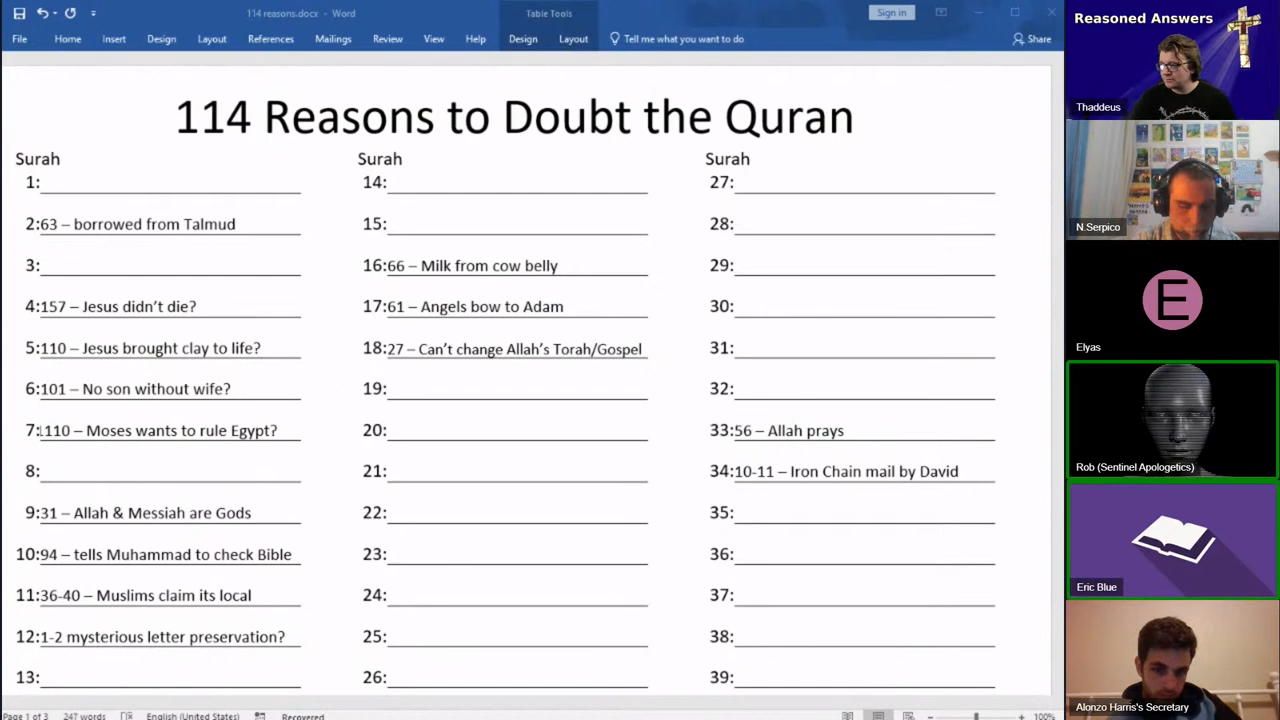 114 reasons.docx - Word
Table Tools
Sign in
File
Home
Insert
Design
Layout
References
Mailings
Review
View
Help
Design
Layout
Tell me what you want to do
Share
114 Reasons to Doubt the Quran
Surah
1:
2:63 – borrowed from Talmud
3:
4:157 – Jesus didn't die?
5:110 – Jesus brought clay to life?
6:101 – No son without wife?
7:110 – Moses wants to rule Egypt?
8:
9:31 – Allah & Messiah are Gods
10:94 – tells Muhammad to check Bible
11:36-40 – Muslims claim its local
12:1-2 mysterious letter preservation?
13:
Surah
14:
15:
16:66 – Milk from cow belly
17:61 – Angels bow to Adam
18:27 – Can't change Allah's Torah/Gospel
19:
20:
21:
22:
23:
24:
25:
26:
Surah
27:
28:
29:
30:
31:
32:
33:56 – Allah prays
34:10-11 – Iron Chain mail by David
35:
36:
37:
38:
39:
Page 1 of 3
247 words
English (United States)
Recovered
100%
Reasoned Answers
Thaddeus
N.Serpico
E
Elyas
Rob (Sentinel Apologetics)
Eric Blue
Alonzo Harris's Secretary